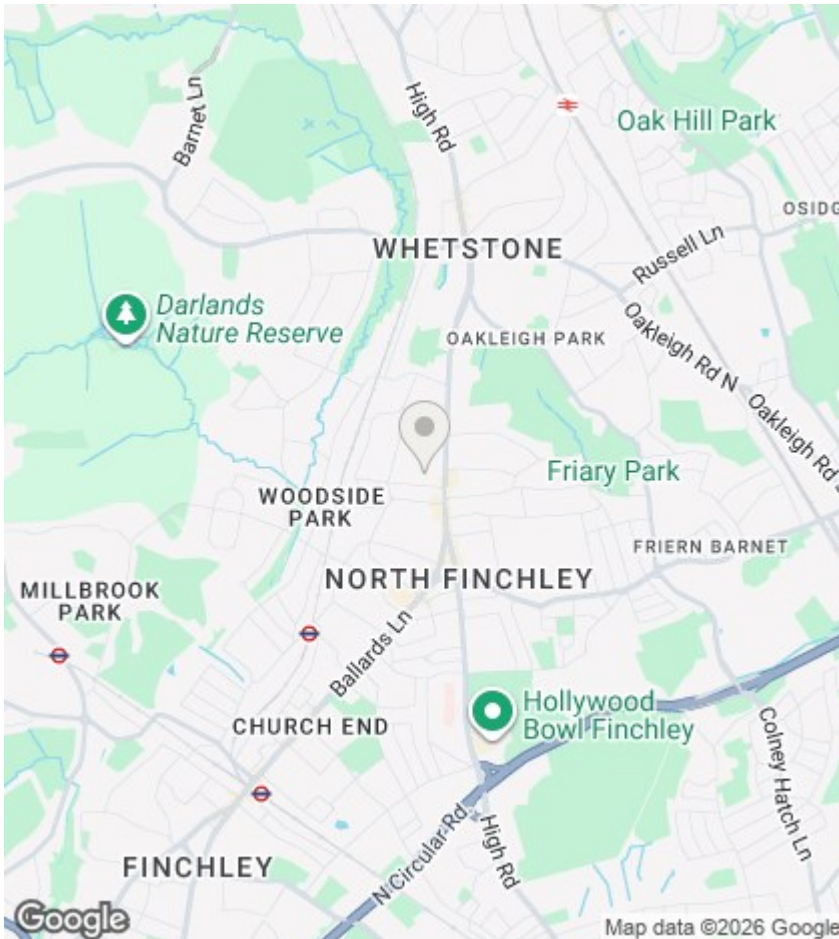 Barnet Ln
High Rd
Oak Hill Park
OSIDG
WHETSTONE
Russell Ln
Darlands
Nature Reserve
OAKLEIGH PARK
Oakleigh Rd N
Oakleigh Rd S
Friary Park
WOODSIDE
PARK
FRIERN BARNET
NORTH FINCHLEY
MILLBROOK
PARK
Ballards Ln
Hollywood
Bowl Finchley
CHURCH END
Colney Hatch Ln
N Circular Rd
High Rd
FINCHLEY
Google
Map data ©2026 Google